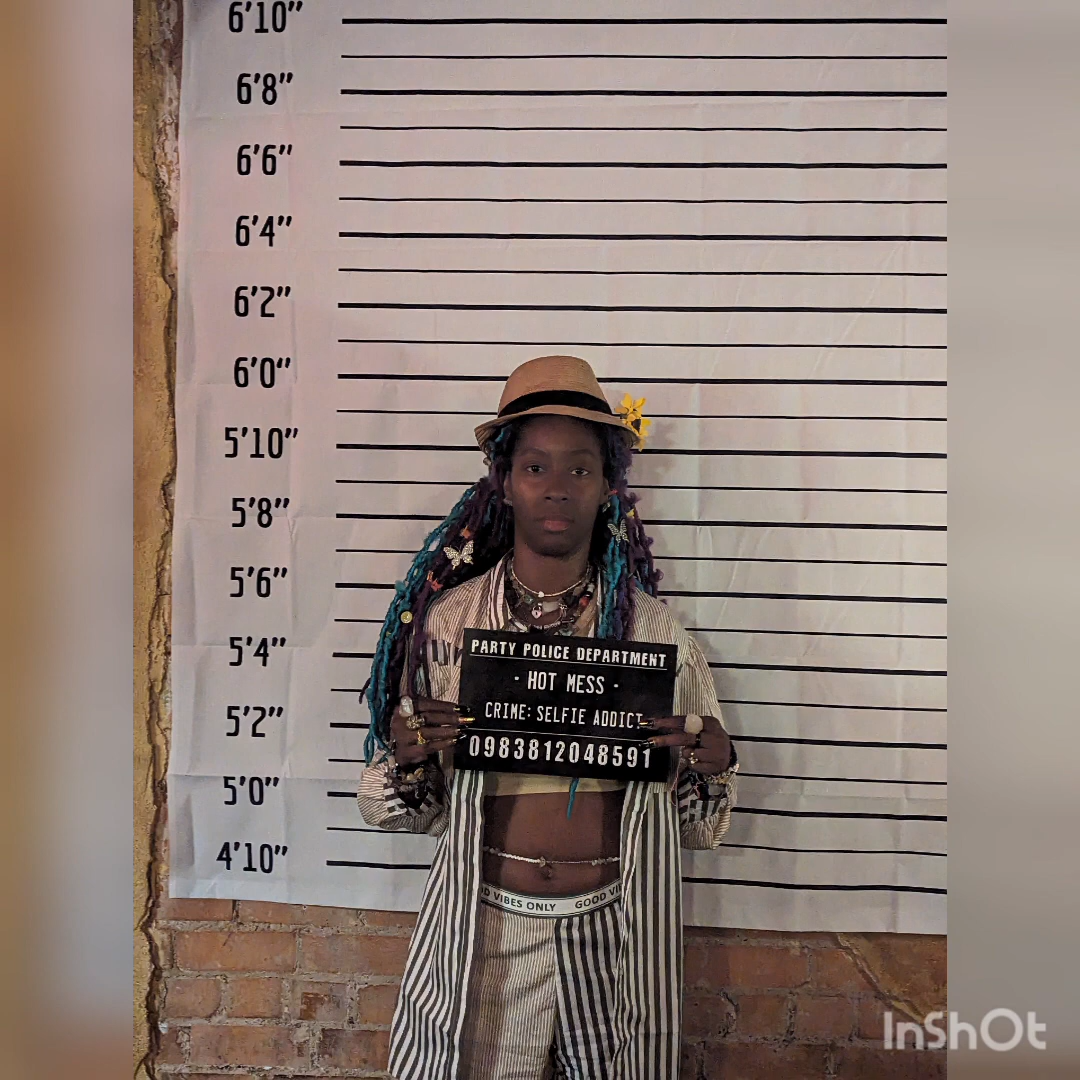 6'10"
6'8"
6'6"
6'4"
6'2"
6'0"
5'10"
5'8"
5'6"
5'4"
5'2"
5'0"
4'10"
PARTY POLICE DEPARTMENT
- HOT MESS -
CRIME: SELFIE ADDICT
0983812048591
VIBES ONLY GOOD
InShOt